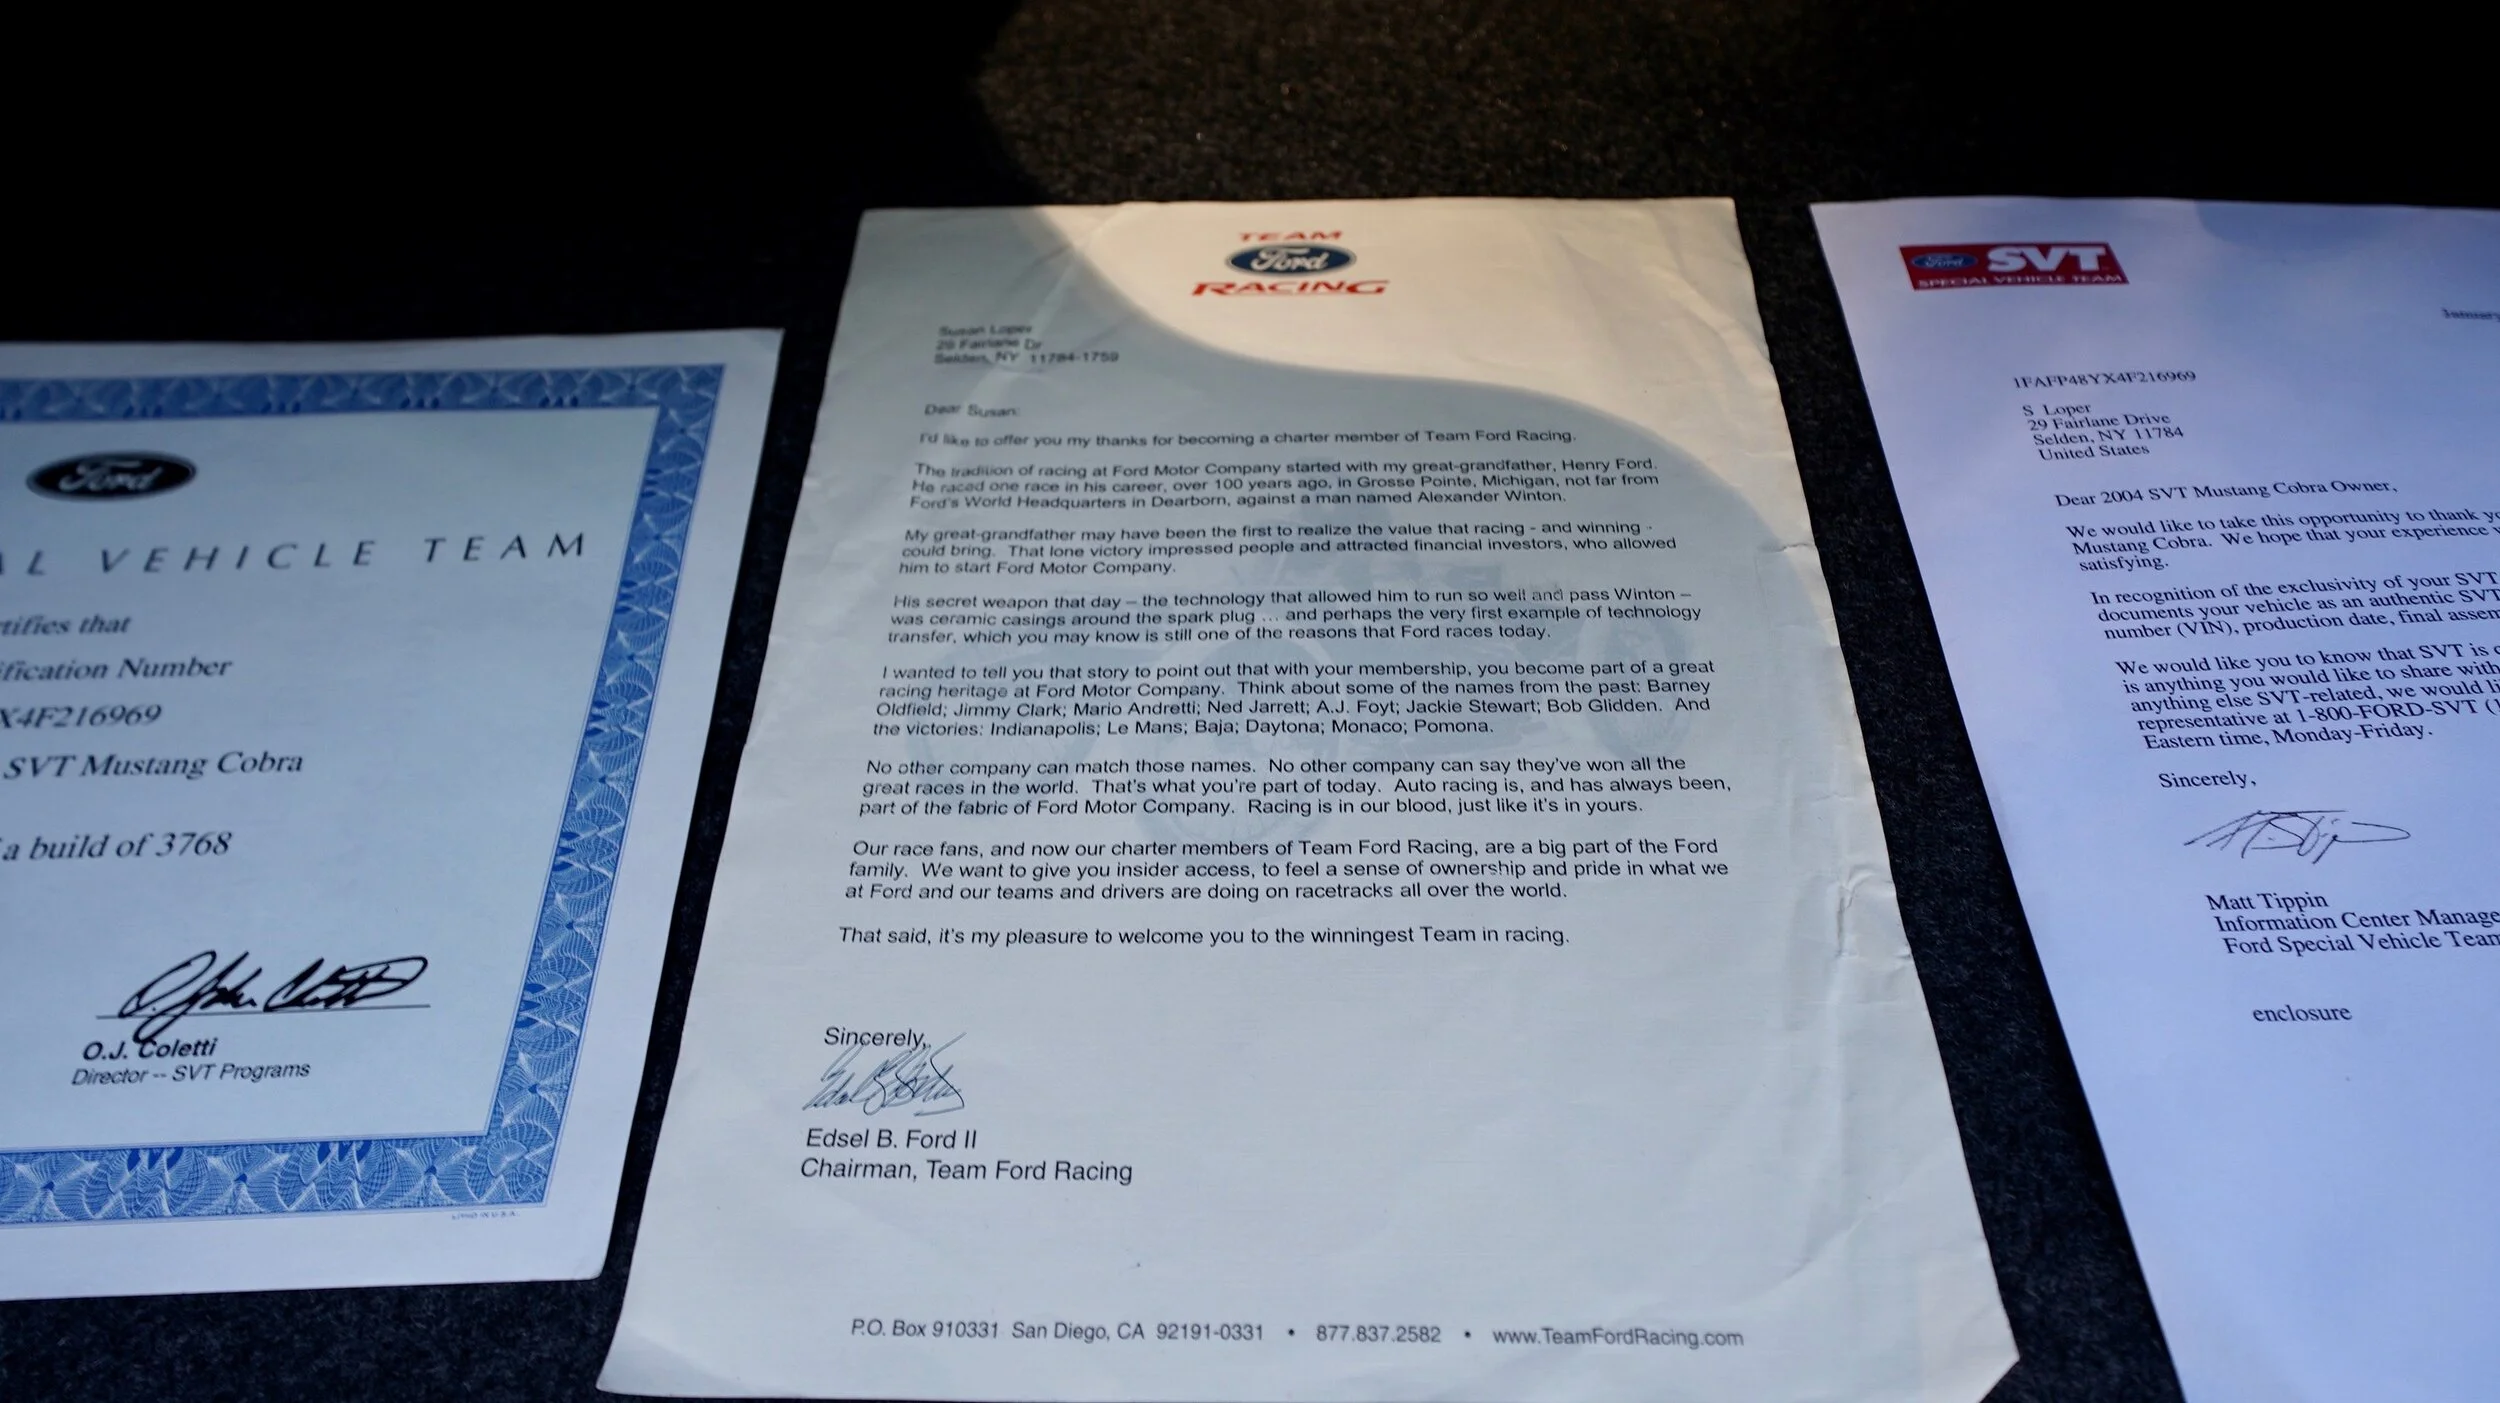 Ford
L VEHICLE TEAM
tifies that
ification Number
X4F216969
SVT Mustang Cobra
a build of 3768
O. John Coletti
O.J. Coletti
Director -- SVT Programs
LITHO IN U.S.A.
TEAM
Ford
RACING
Susan Loper
29 Fairlane Dr
Selden, NY 11784-1759
Dear Susan:
I'd like to offer you my thanks for becoming a charter member of Team Ford Racing.
The tradition of racing at Ford Motor Company started with my great-grandfather, Henry Ford.
He raced one race in his career, over 100 years ago, in Grosse Pointe, Michigan, not far from
Ford's World Headquarters in Dearborn, against a man named Alexander Winton.
My great-grandfather may have been the first to realize the value that racing - and winning -
could bring. That lone victory impressed people and attracted financial investors, who allowed
him to start Ford Motor Company.
His secret weapon that day – the technology that allowed him to run so well and pass Winton –
was ceramic casings around the spark plug ... and perhaps the very first example of technology
transfer, which you may know is still one of the reasons that Ford races today.
I wanted to tell you that story to point out that with your membership, you become part of a great
racing heritage at Ford Motor Company. Think about some of the names from the past: Barney
Oldfield; Jimmy Clark; Mario Andretti; Ned Jarrett; A.J. Foyt; Jackie Stewart; Bob Glidden. And
the victories: Indianapolis; Le Mans; Baja; Daytona; Monaco; Pomona.
No other company can match those names. No other company can say they've won all the
great races in the world. That's what you're part of today. Auto racing is, and has always been,
part of the fabric of Ford Motor Company. Racing is in our blood, just like it's in yours.
Our race fans, and now our charter members of Team Ford Racing, are a big part of the Ford
family. We want to give you insider access, to feel a sense of ownership and pride in what we
at Ford and our teams and drivers are doing on racetracks all over the world.
That said, it's my pleasure to welcome you to the winningest Team in racing.
Sincerely,
Edsel B. Ford II
Chairman, Team Ford Racing
P.O. Box 910331 San Diego, CA 92191-0331 • 877.837.2582 • www.TeamFordRacing.com
Ford SVT
SPECIAL VEHICLE TEAM
January
1FAFP48YX4F216969
S Loper
29 Fairlane Drive
Selden, NY 11784
United States
Dear 2004 SVT Mustang Cobra Owner,
We would like to take this opportunity to thank yo
Mustang Cobra. We hope that your experience w
satisfying.
In recognition of the exclusivity of your SVT
documents your vehicle as an authentic SVT
number (VIN), production date, final assem
We would like you to know that SVT is c
is anything you would like to share with
anything else SVT-related, we would li
representative at 1-800-FORD-SVT (1
Eastern time, Monday-Friday.
Sincerely,
Matt Tippin
Information Center Manage
Ford Special Vehicle Team
enclosure